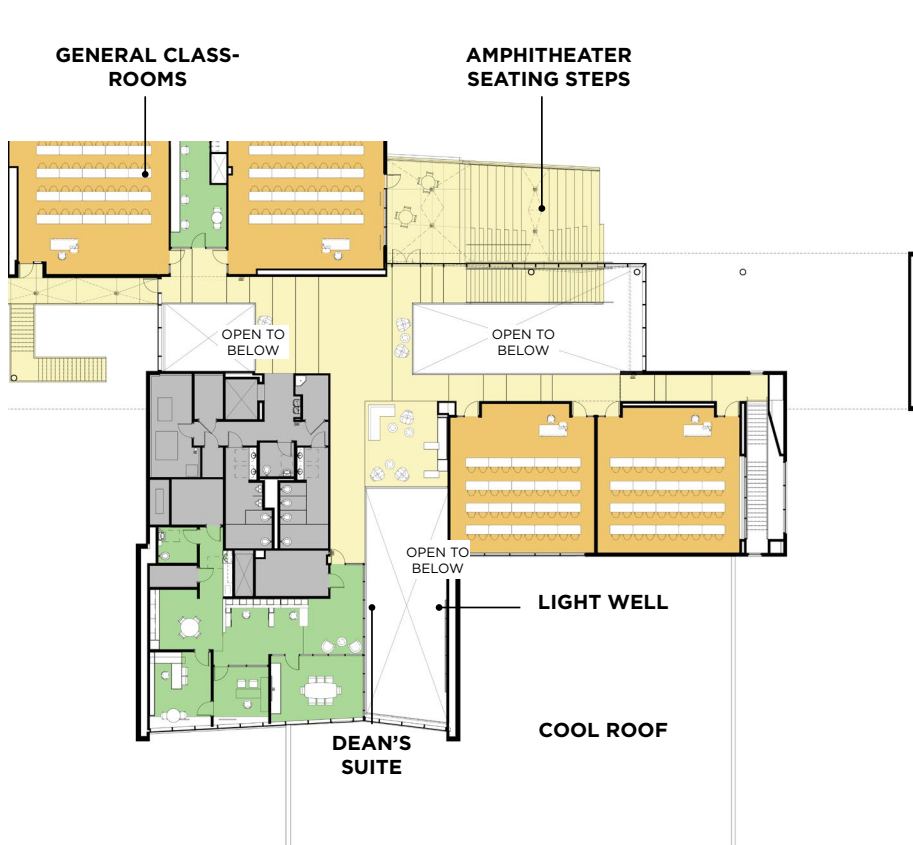 GENERAL CLASS-
ROOMS
AMPHITHEATER
SEATING STEPS
OPEN TO
BELOW
OPEN TO
BELOW
OPEN TO
BELOW
LIGHT WELL
COOL ROOF
DEAN'S
SUITE